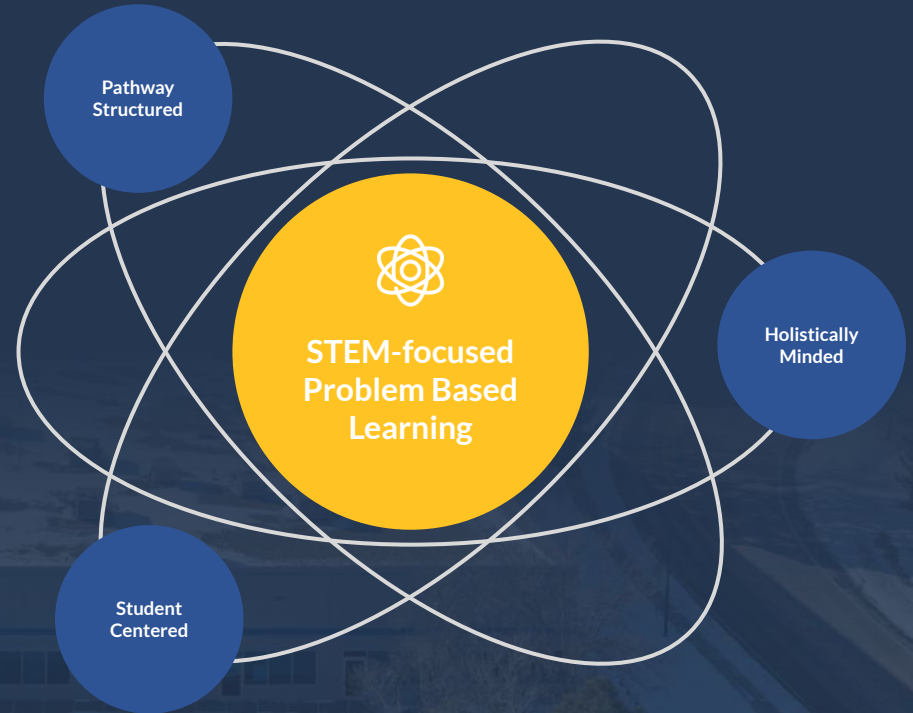 Pathway
Structured
STEM-focused
Problem Based
Learning
Holistically
Minded
Student
Centered